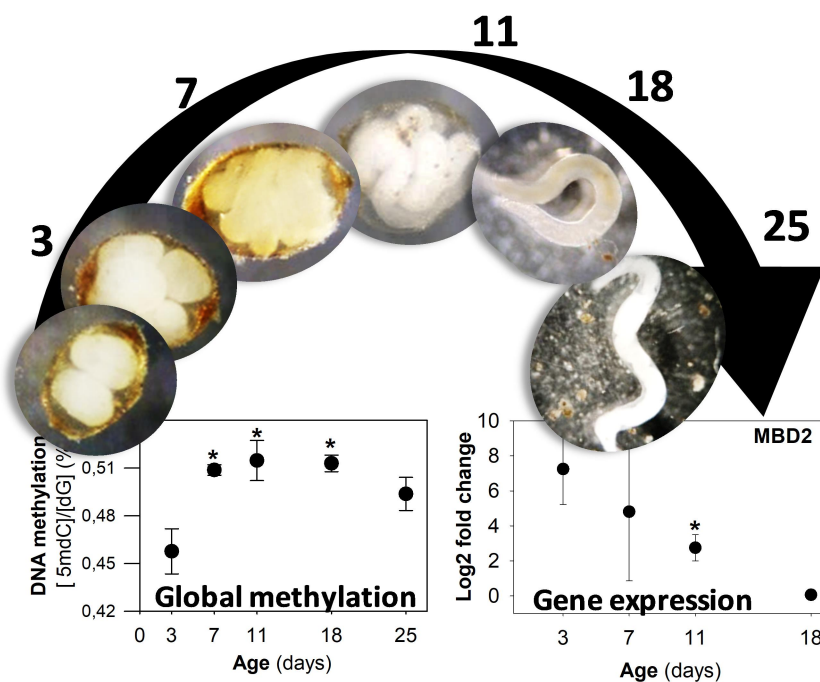 11
7
18
3
25
DNA methylation
[ 5mdC]/[dG] (%
0,51
0,48
0,45
0,42
*
*
*
Global methylation
0 3 7 11 18 25
Age (days)
Log2 fold change
10
8
6
4
2
0
MBD2
*
Gene expression
3 7 11 18
Age (days)